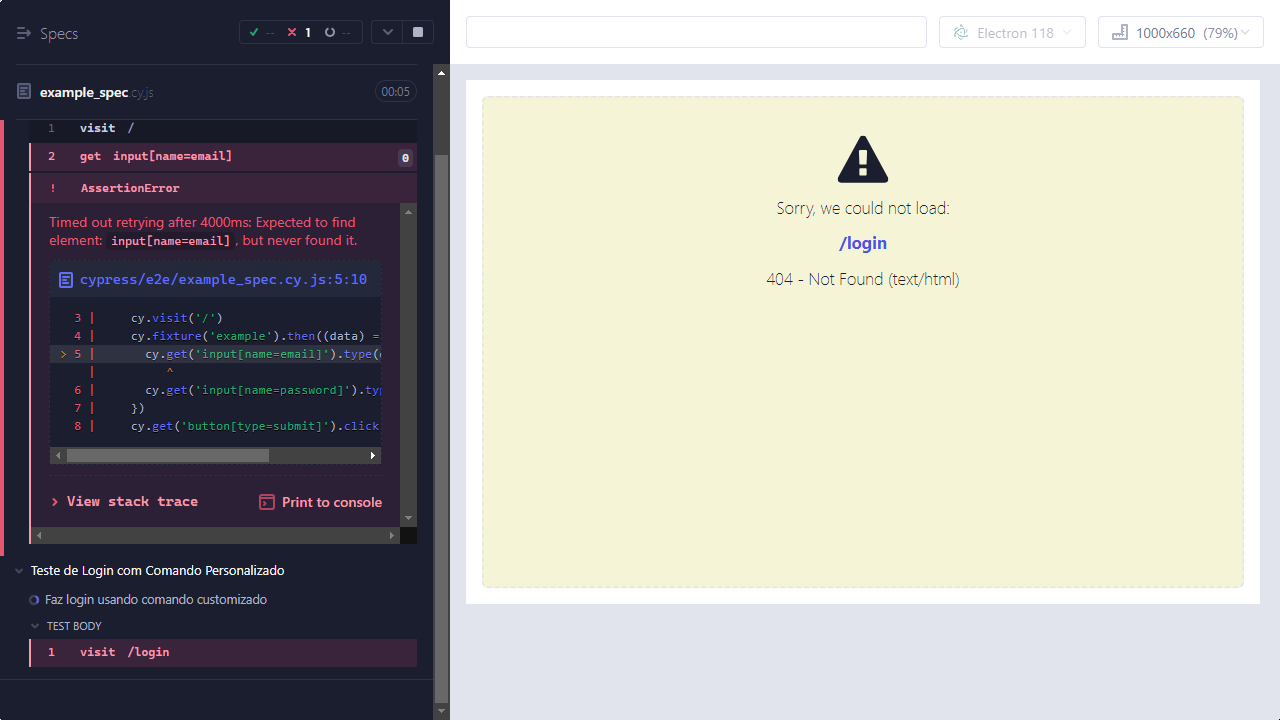 Specs
-- 1 --
example_spec.cy.js 00:05
1 visit /
2 get input[name=email] 0
! AssertionError
Timed out retrying after 4000ms: Expected to find
element: input[name=email], but never found it.
cypress/e2e/example_spec.cy.js:5:10
3 | cy.visit('/')
4 | cy.fixture('example').then((data) =
> 5 | cy.get('input[name=email]').type(
| ^
6 | cy.get('input[name=password]').typ
7 | })
8 | cy.get('button[type=submit]').click
> View stack trace Print to console
Teste de Login com Comando Personalizado
Faz login usando comando customizado
TEST BODY
1 visit /login
Electron 118 1000x660 (79%)
Sorry, we could not load:
/login
404 - Not Found (text/html)